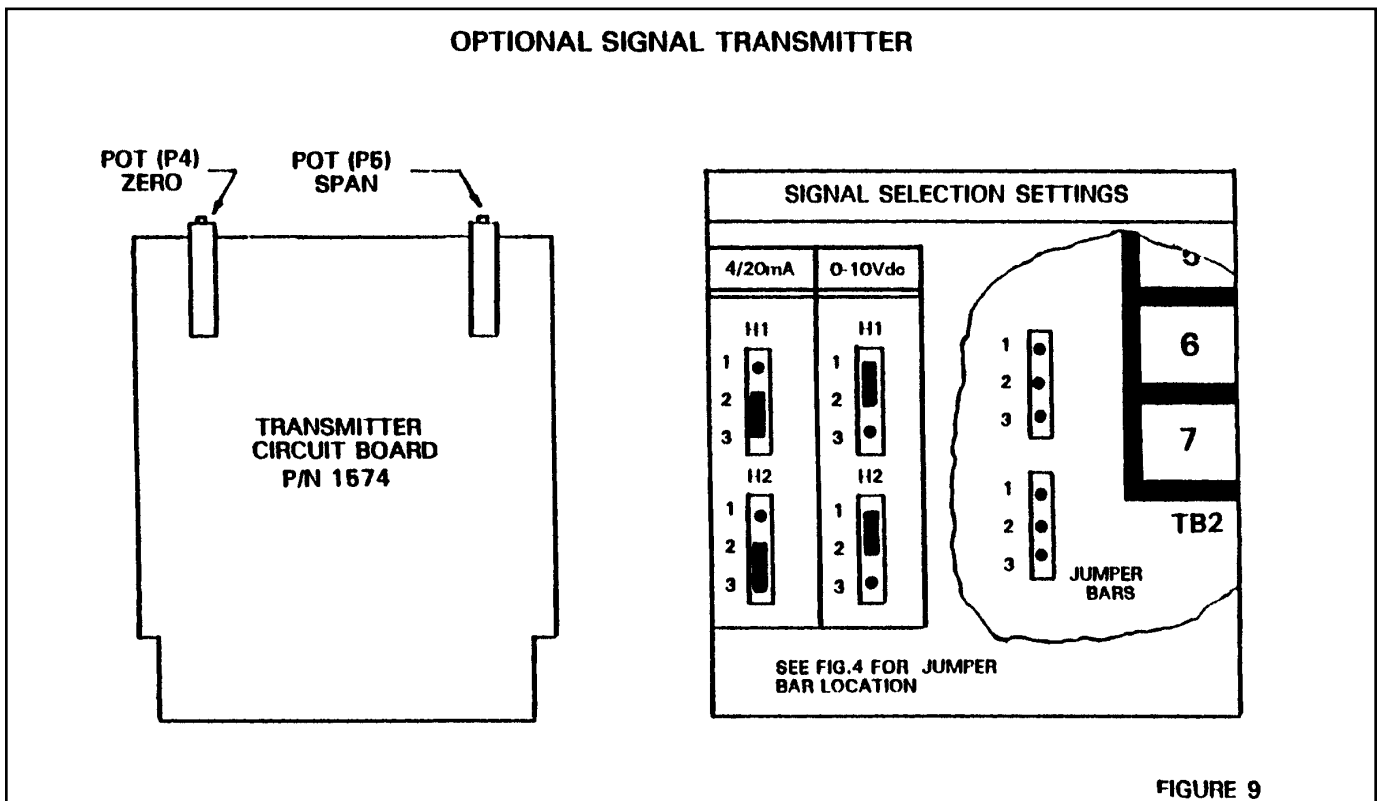 OPTIONAL SIGNAL TRANSMITTER
POT (P4)
ZERO
POT (P5)
SPAN
TRANSMITTER
CIRCUIT BOARD
P/N 1574
SIGNAL SELECTION SETTINGS
4/20mA
0-10Vdc
H1
1
2
3
H2
1
2
3
H1
1
2
3
H2
1
2
3
1
2
3
1
2
3
JUMPER
BARS
5
6
7
TB2
SEE FIG.4 FOR JUMPER
BAR LOCATION
FIGURE 9